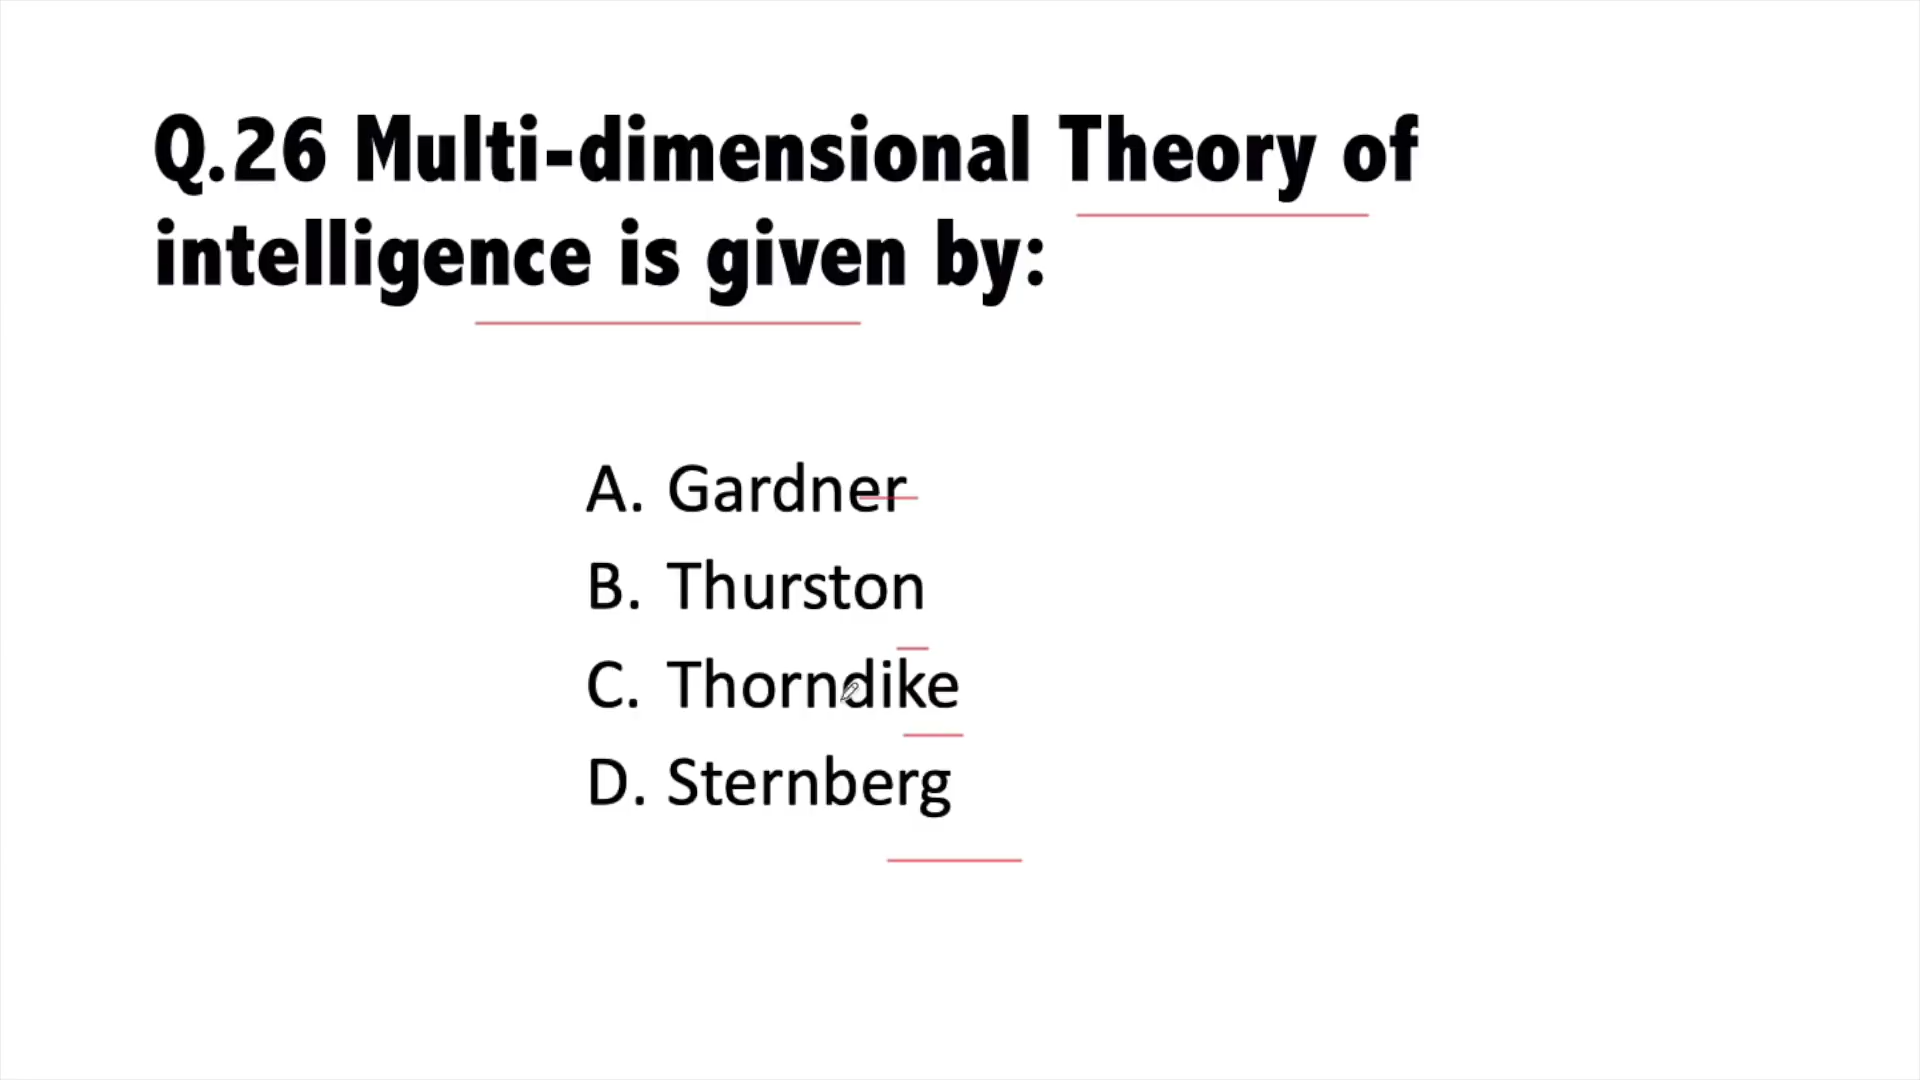 Q.26 Multi-dimensional Theory of
intelligence is given by:
A. Gardner
B. Thurston
C. Thorndike
D. Sternberg